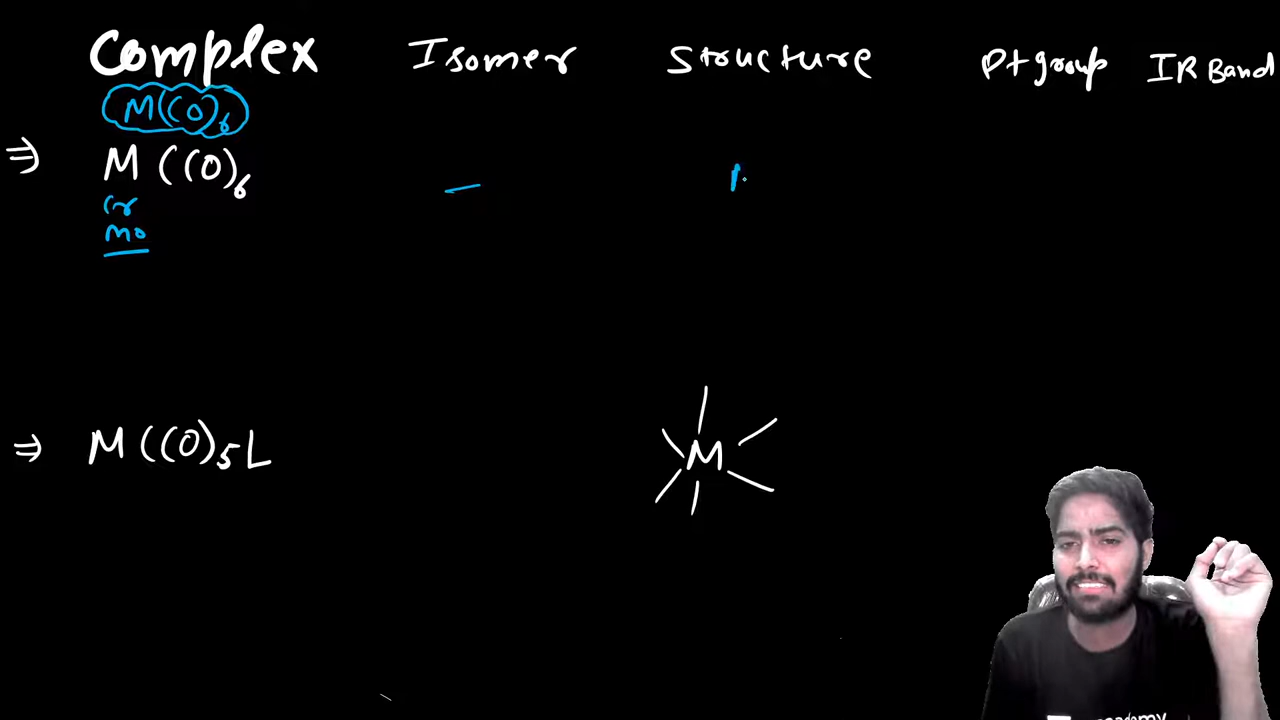 Complex Isomer Structure Pt group IR Band
M(CO)6
⇒ M(CO)6
Cr
Mo
⇒ M(CO)5L
M